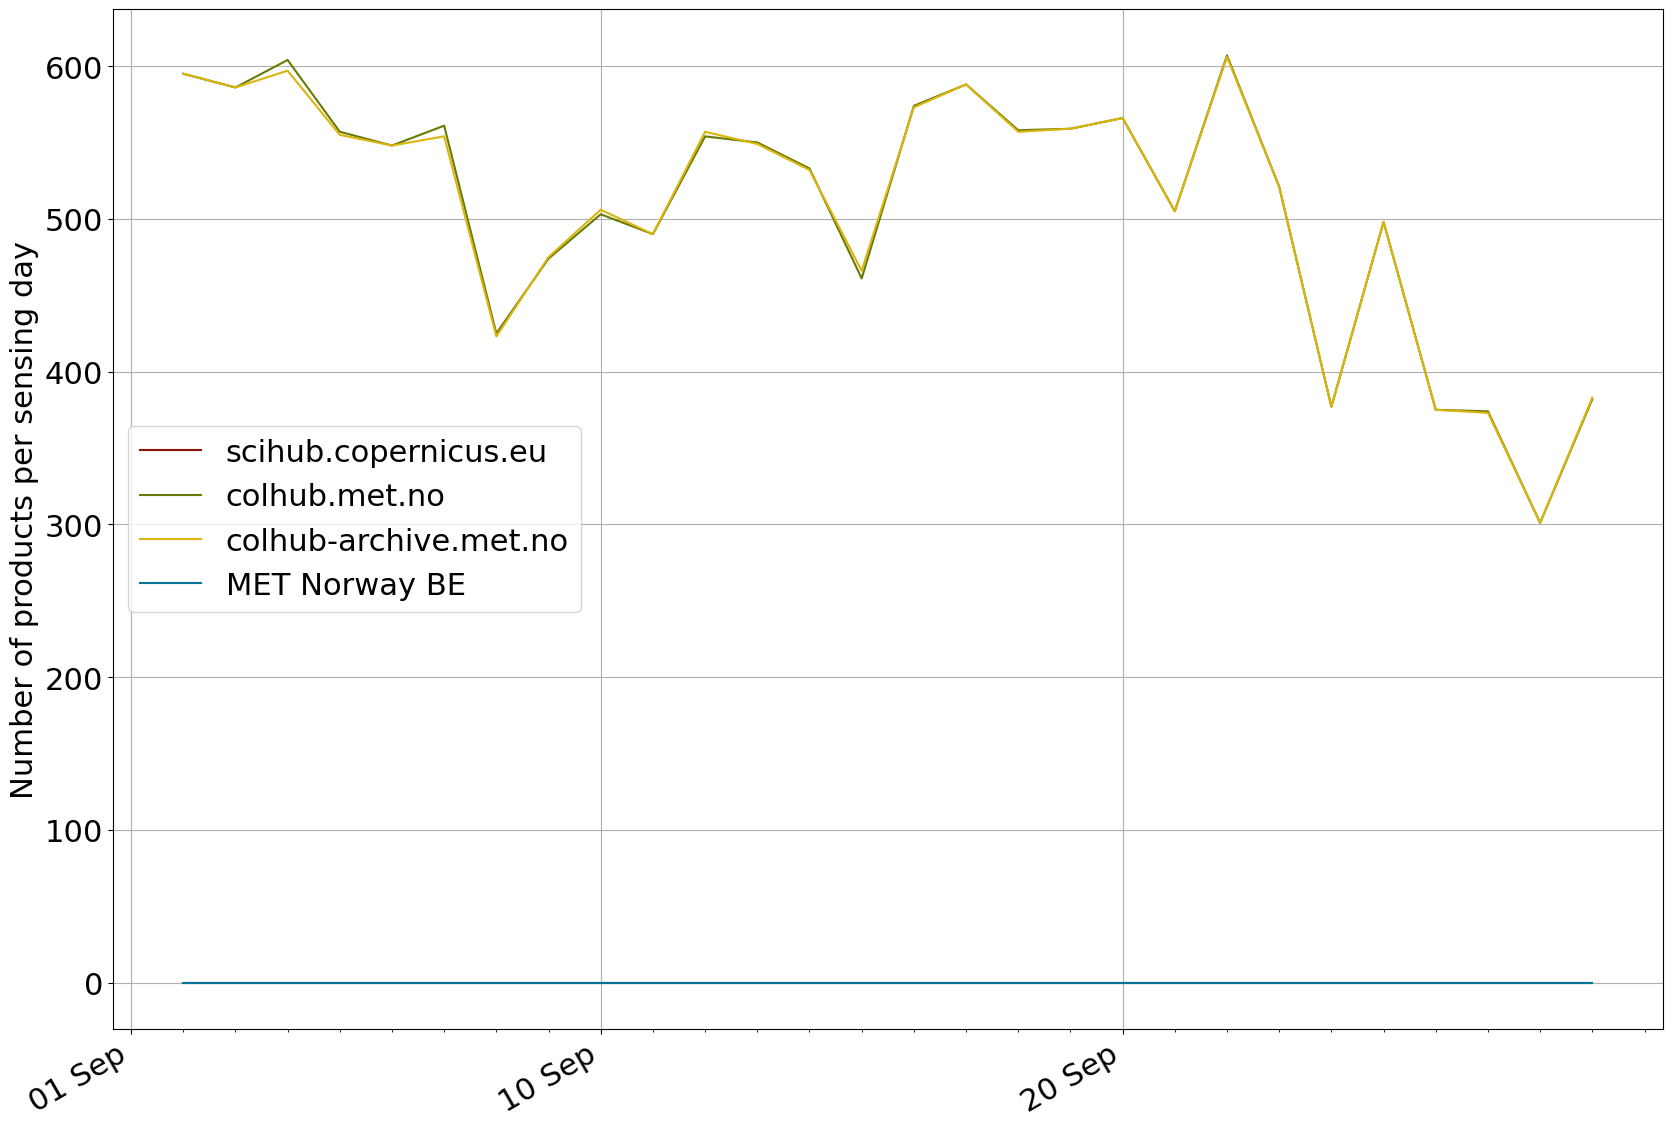 Number of products per sensing day
600
500
400
300
200
100
0
scihub.copernicus.eu
colhub.met.no
colhub-archive.met.no
MET Norway BE
01 Sep
10 Sep
20 Sep